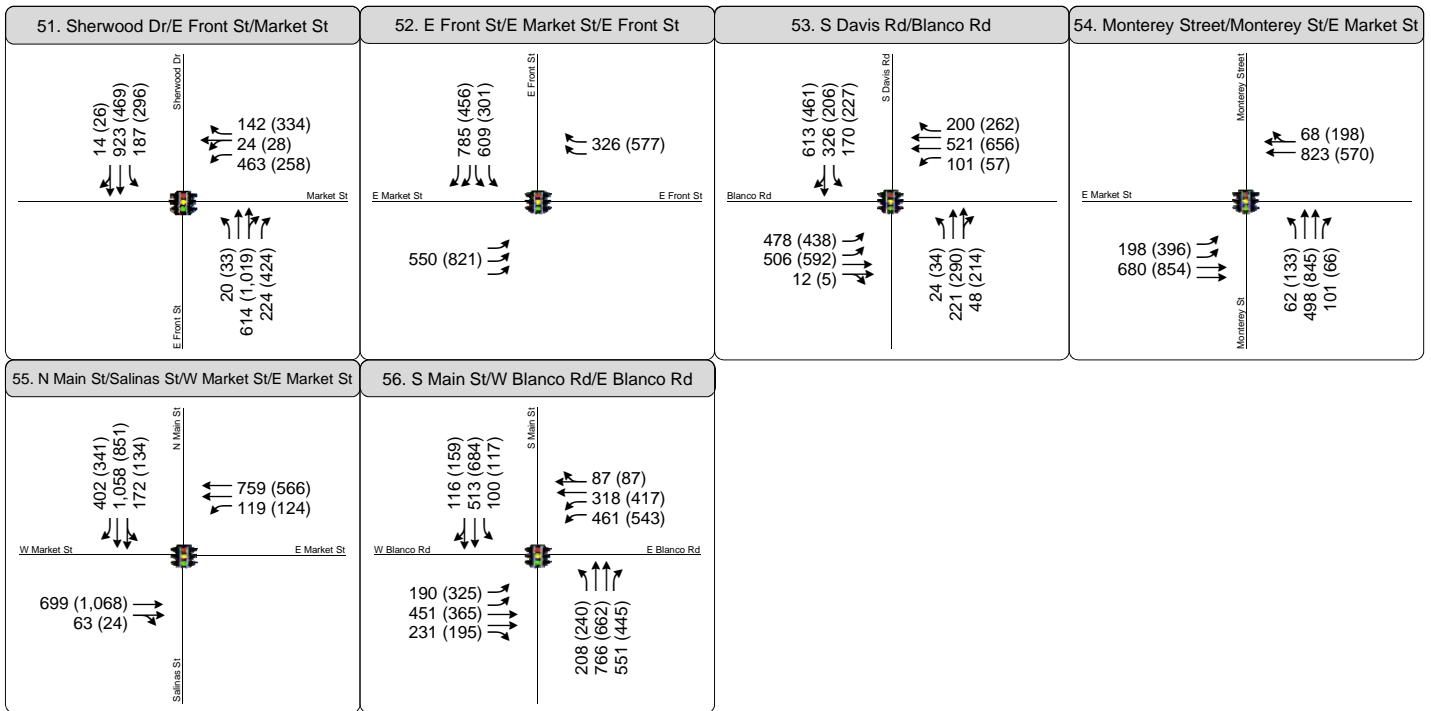 51. Sherwood Dr/E Front St/Market St
Sherwood Dr
14 (26)
923 (469)
187 (296)
142 (334)
24 (28)
463 (258)
Market St
20 (33)
614 (1,019)
224 (424)
E Front St
52. E Front St/E Market St/E Front St
E Front St
785 (456)
609 (301)
326 (577)
E Market St
E Front St
550 (821)
53. S Davis Rd/Blanco Rd
S Davis Rd
613 (461)
326 (206)
170 (227)
200 (262)
521 (656)
101 (57)
Blanco Rd
478 (438)
506 (592)
12 (5)
24 (34)
221 (290)
48 (214)
54. Monterey Street/Monterey St/E Market St
Monterey Street
68 (198)
823 (570)
E Market St
198 (396)
680 (854)
62 (133)
498 (845)
101 (66)
Monterey St
55. N Main St/Salinas St/W Market St/E Market St
N Main St
402 (341)
1,058 (851)
172 (134)
759 (566)
119 (124)
W Market St
E Market St
699 (1,068)
63 (24)
Salinas St
56. S Main St/W Blanco Rd/E Blanco Rd
S Main St
116 (159)
513 (684)
100 (117)
87 (87)
318 (417)
461 (543)
W Blanco Rd
E Blanco Rd
190 (325)
451 (365)
231 (195)
208 (240)
766 (662)
551 (445)